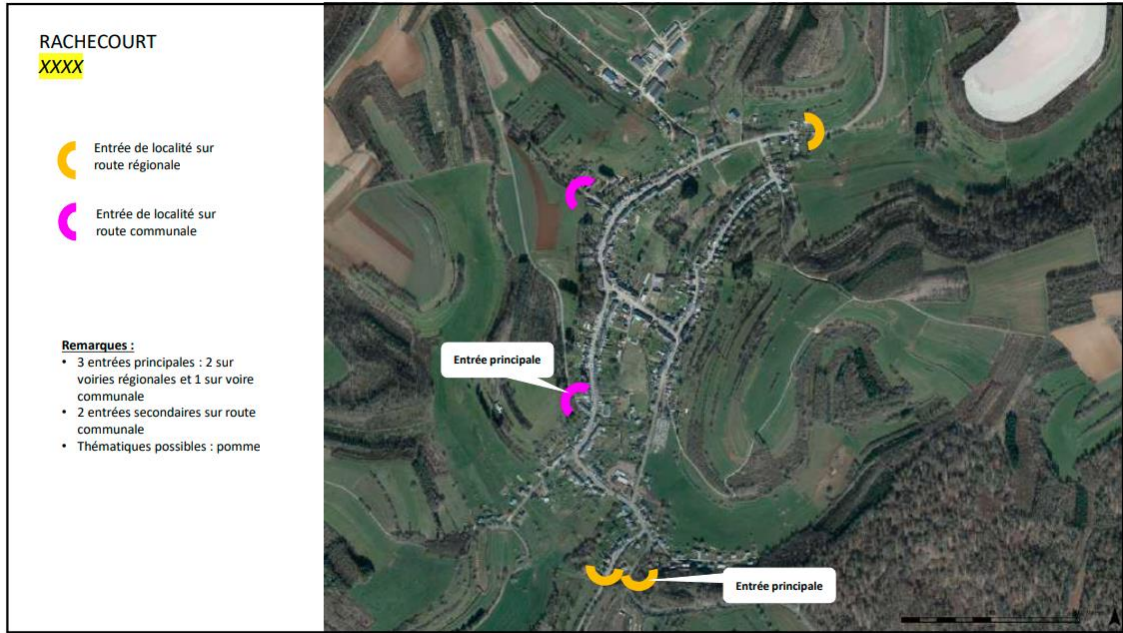 RACHECOURT
XXXX
Entrée de localité sur
route régionale
Entrée de localité sur
route communale
Remarques :
• 3 entrées principales : 2 sur
voiries régionales et 1 sur voire
communale
• 2 entrées secondaires sur route
communale
• Thématiques possibles : pomme
Entrée principale
Entrée principale